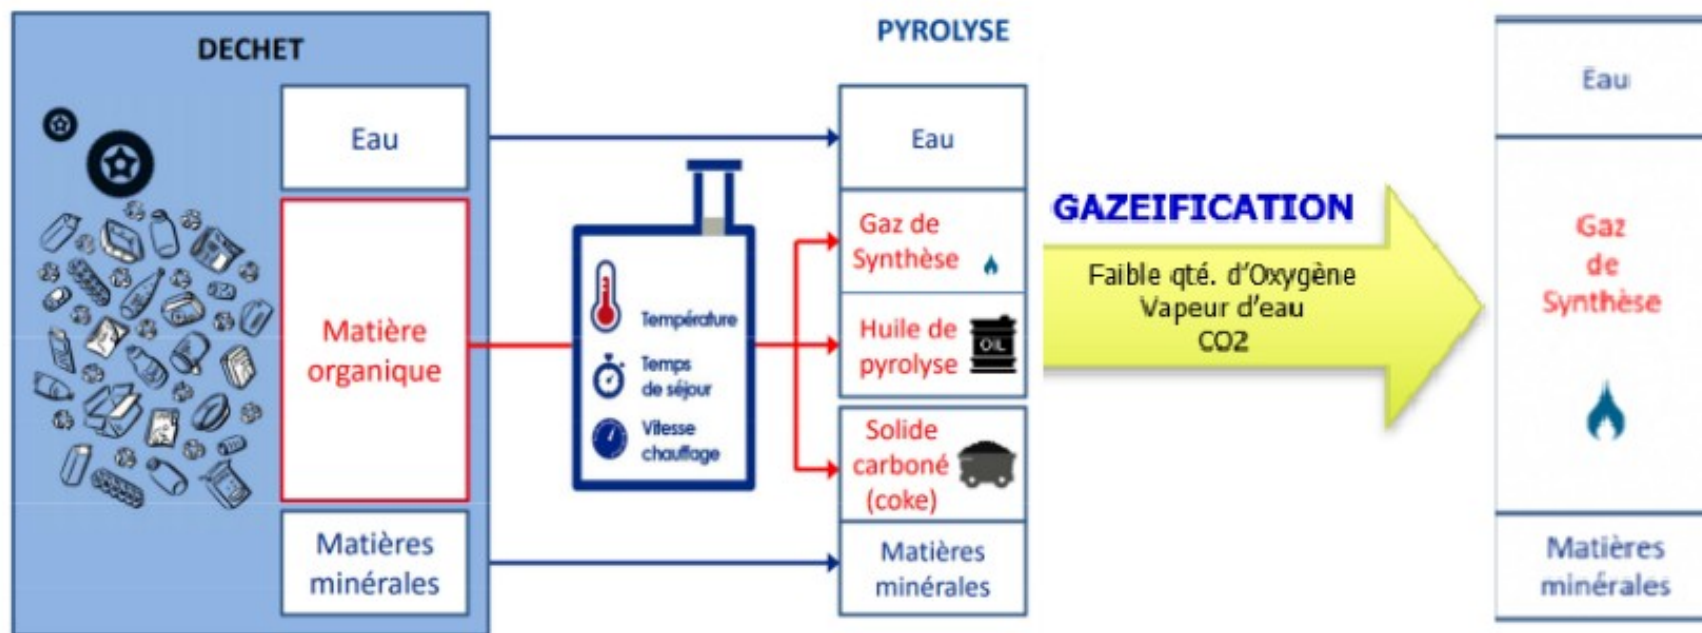 DECHET
Eau
Matière
organique
Matières
minérales
Température
Temps
de séjour
Vitesse
chauffage
PYROLYSE
Eau
Gaz de
Synthèse
Huile de
pyrolyse
OIL
Solide
carboné
(coke)
Matières
minérales
GAZEIFICATION
Faible qté. d'Oxygène
Vapeur d'eau
CO2
Eau
Gaz
de
Synthèse
Matières
minérales